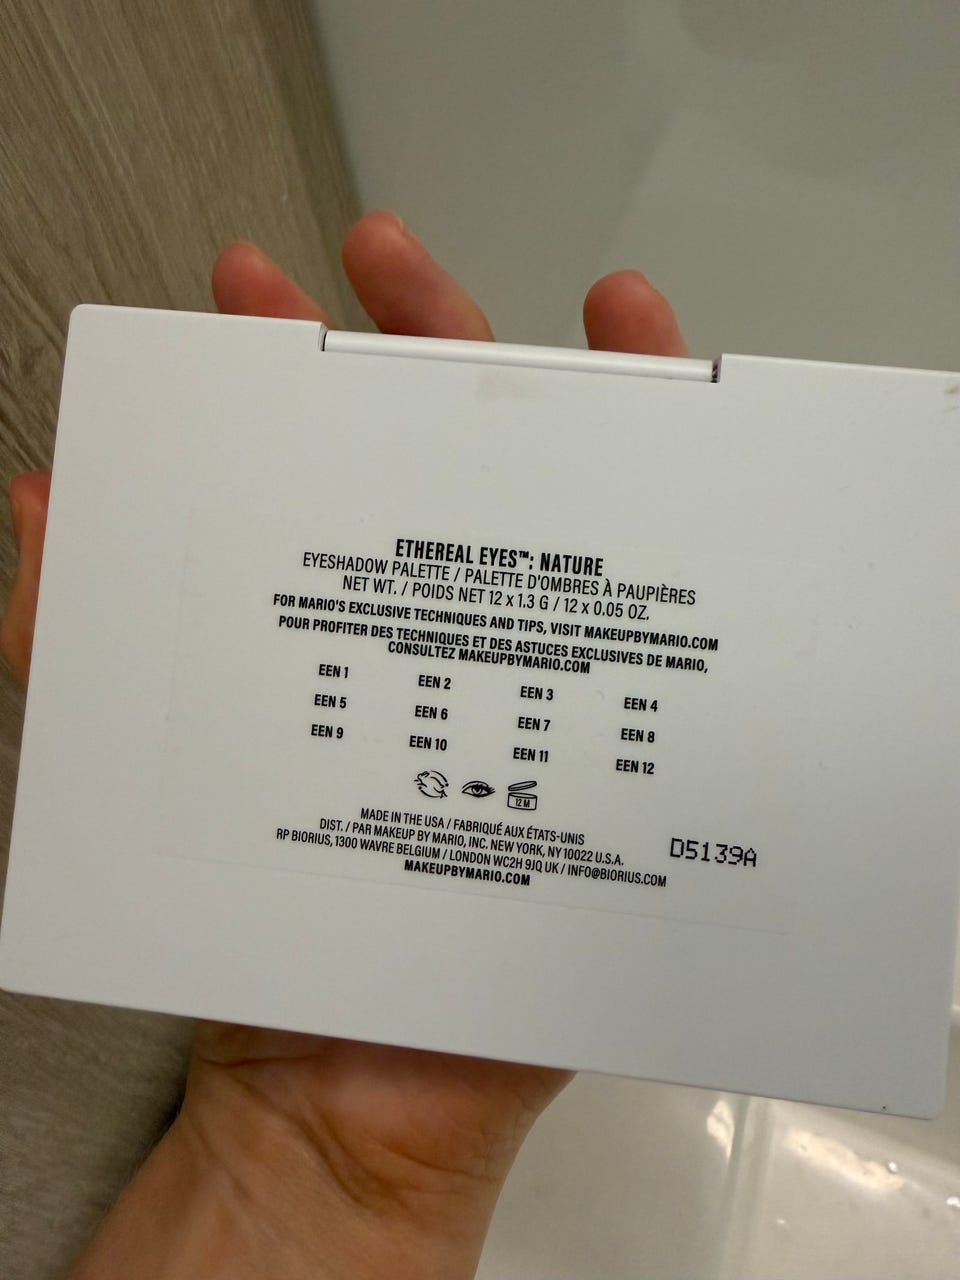 ETHEREAL EYES™: NATURE
EYESHADOW PALETTE / PALETTE D'OMBRES À PAUPIÈRES
NET WT. / POIDS NET 12 x 1.3 G / 12 x 0.05 OZ.
FOR MARIO'S EXCLUSIVE TECHNIQUES AND TIPS, VISIT MAKEUPBYMARIO.COM
POUR PROFITER DES TECHNIQUES ET DES ASTUCES EXCLUSIVES DE MARIO,
CONSULTEZ MAKEUPBYMARIO.COM
EEN 1 EEN 2 EEN 3 EEN 4
EEN 5 EEN 6 EEN 7 EEN 8
EEN 9 EEN 10 EEN 11 EEN 12
12 M
MADE IN THE USA / FABRIQUÉ AUX ÉTATS-UNIS
DIST. / PAR MAKEUP BY MARIO, INC. NEW YORK, NY 10022 U.S.A.
RP BIORIUS, 1300 WAVRE BELGIUM / LONDON WC2H 9JQ UK / INFO@BIORIUS.COM
MAKEUPBYMARIO.COM
D5139A